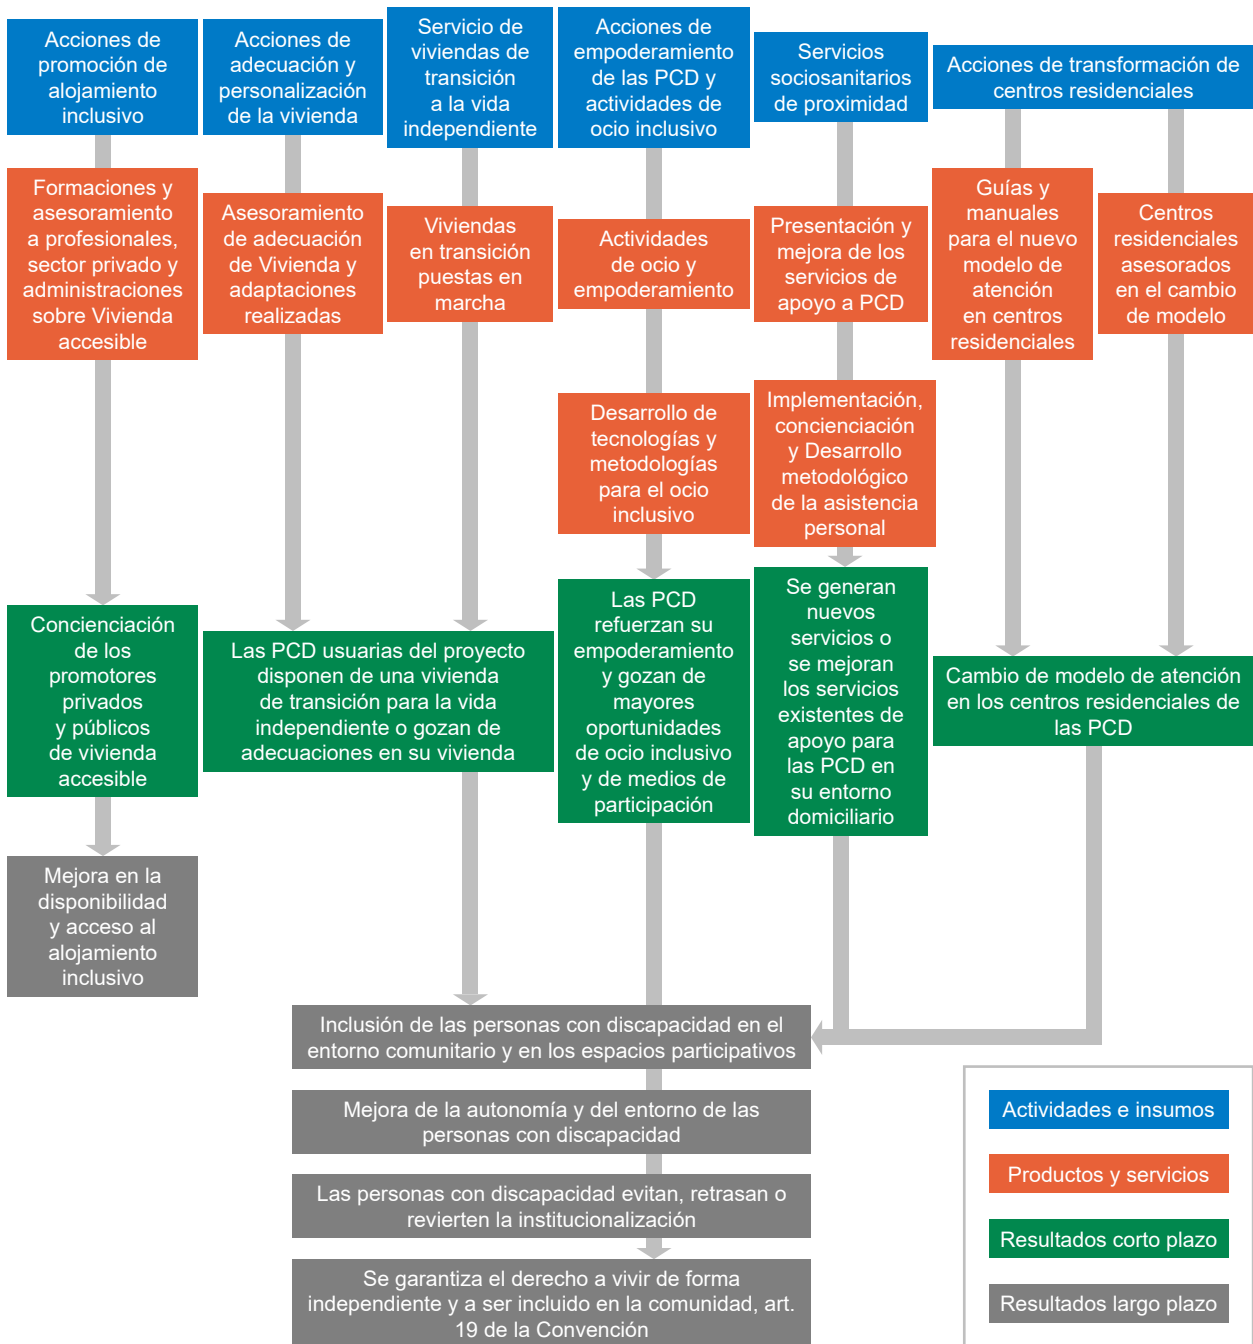 Acciones de
promoción de
alojamiento
inclusivo
Acciones de
adecuación y
personalización
de la vivienda
Servicio de
viviendas de
transición
a la vida
independiente
Acciones de
empoderamiento
de las PCD y
actividades de
ocio inclusivo
Servicios
sociosanitarios
de proximidad
Acciones de transformación de
centros residenciales
Formaciones y
asesoramiento
a profesionales,
sector privado y
administraciones
sobre Vivienda
accesible
Asesoramiento
de adecuación
de Vivienda y
adaptaciones
realizadas
Viviendas
en transición
puestas en
marcha
Actividades
de ocio y
empoderamiento
Presentación y
mejora de los
servicios de
apoyo a PCD
Guías y
manuales
para el nuevo
modelo de
atención
en centros
residenciales
Centros
residenciales
asesorados
en el cambio
de modelo
Desarrollo de
tecnologías y
metodologías
para el ocio
inclusivo
Implementación,
concienciación
y Desarrollo
metodológico
de la asistencia
personal
Concienciación
de los
promotores
privados
y públicos
de vivienda
accesible
Las PCD usuarias del proyecto
disponen de una vivienda
de transición para la vida
independiente o gozan de
adecuaciones en su vivienda
Las PCD
refuerzan su
empoderamiento
y gozan de
mayores
oportunidades
de ocio inclusivo
y de medios de
participación
Se generan
nuevos
servicios o
se mejoran
los servicios
existentes de
apoyo para
las PCD en
su entorno
domiciliario
Cambio de modelo de atención
en los centros residenciales de
las PCD
Mejora en la
disponibilidad
y acceso al
alojamiento
inclusivo
Inclusión de las personas con discapacidad en el
entorno comunitario y en los espacios participativos
Mejora de la autonomía y del entorno de las
personas con discapacidad
Las personas con discapacidad evitan, retrasan o
revierten la institucionalización
Se garantiza el derecho a vivir de forma
independiente y a ser incluido en la comunidad, art.
19 de la Convención
Actividades e insumos
Productos y servicios
Resultados corto plazo
Resultados largo plazo